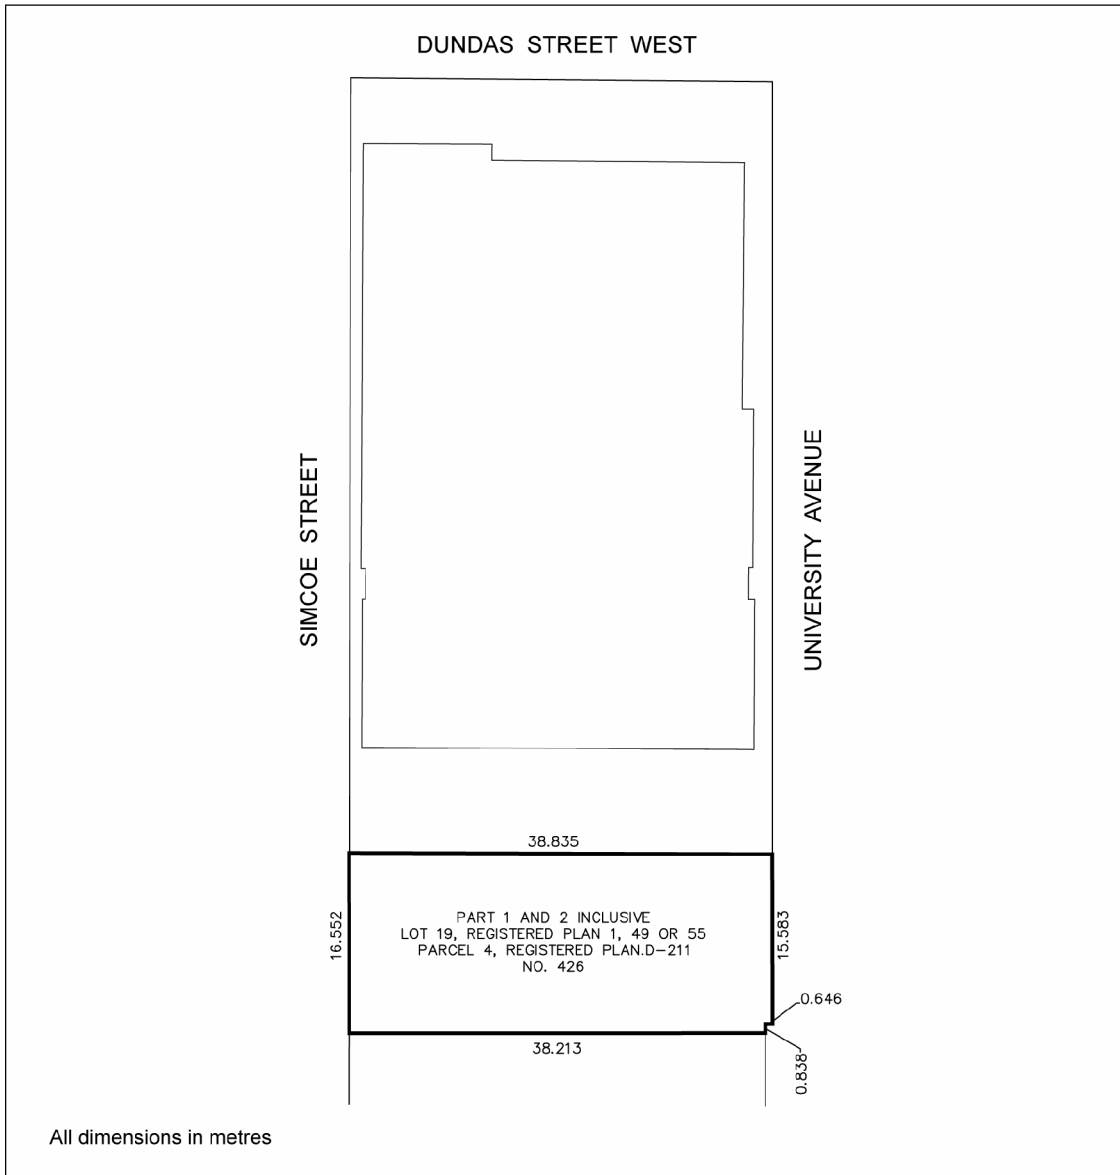 DUNDAS STREET WEST
SIMCOE STREET
UNIVERSITY AVENUE
38.835
16.552
PART 1 AND 2 INCLUSIVE
LOT 19, REGISTERED PLAN 1, 49 OR 55
PARCEL 4, REGISTERED PLAN.D-211
NO. 426
15.583
0.646
38.213
0.838
All dimensions in metres